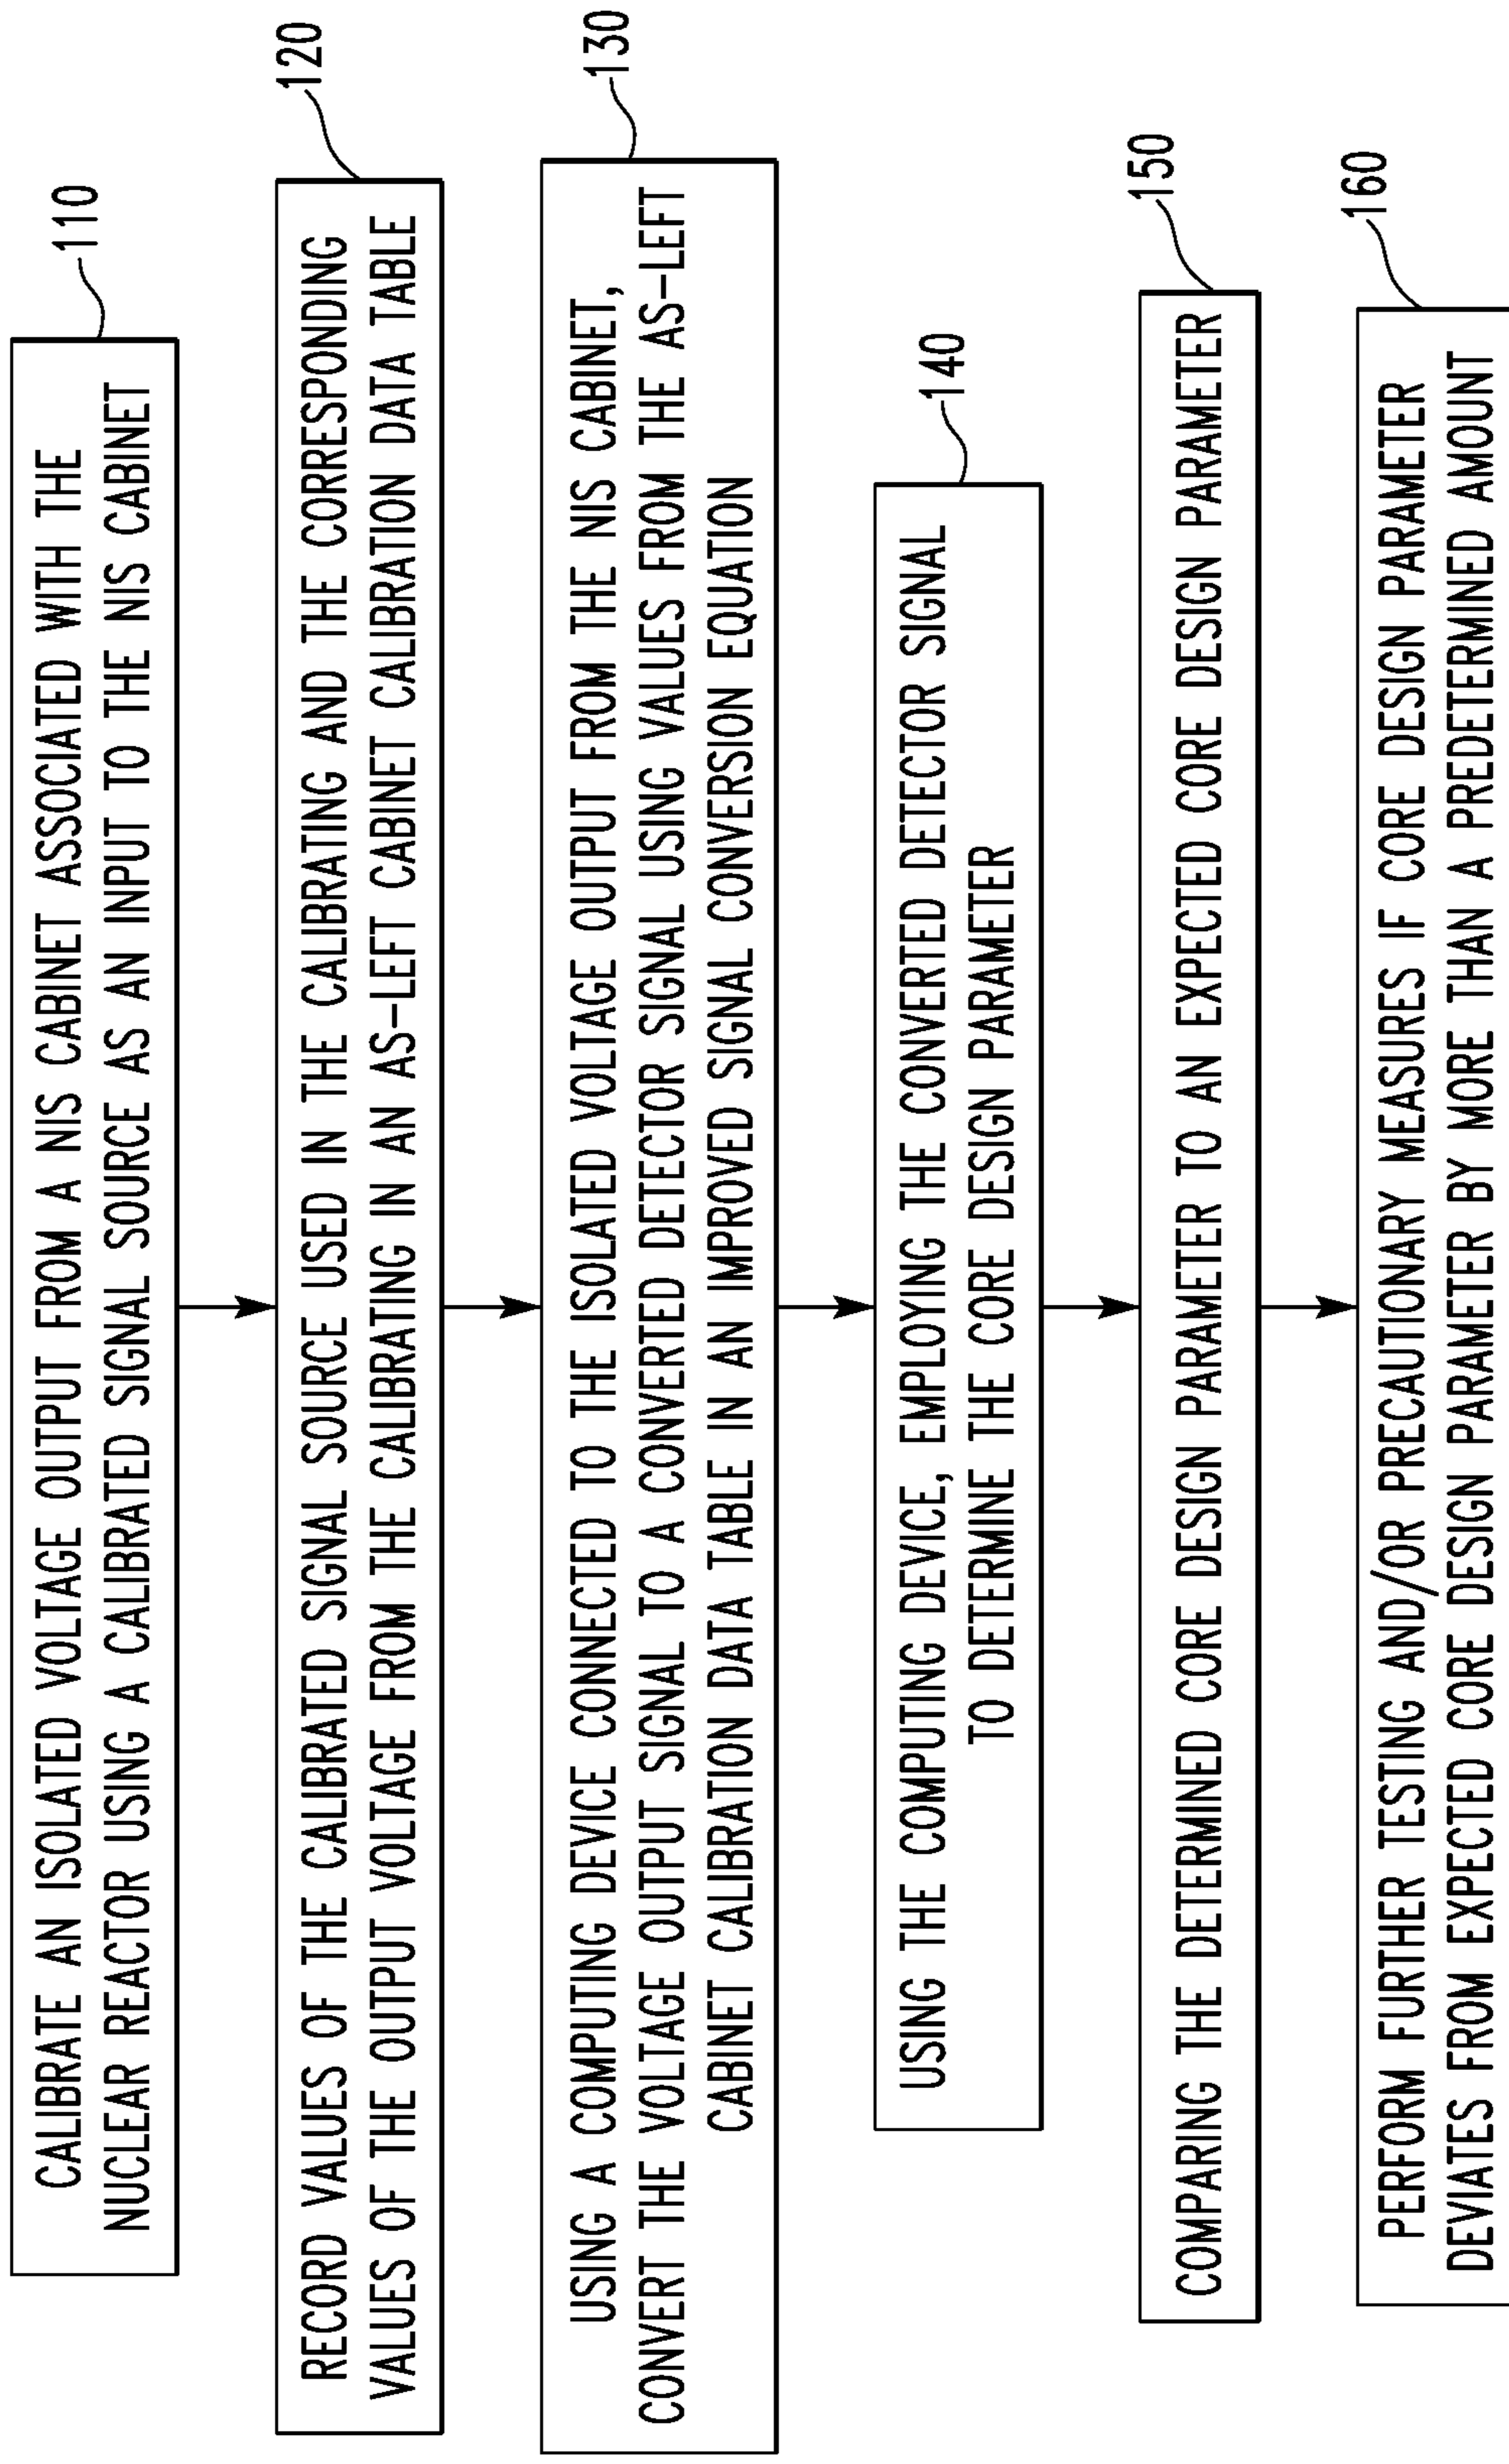 CALIBRATE AN ISOLATED VOLTAGE OUTPUT FROM A NIS CABINET ASSOCIATED WITH THE
NUCLEAR REACTOR USING A CALIBRATED SIGNAL SOURCE AS AN INPUT TO THE NIS CABINET
110
RECORD VALUES OF THE CALIBRATED SIGNAL SOURCE USED IN THE CALIBRATING AND THE CORRESPONDING
VALUES OF THE OUTPUT VOLTAGE FROM THE CALIBRATING IN AN AS-LEFT CABINET CALIBRATION DATA TABLE
120
USING A COMPUTING DEVICE CONNECTED TO THE ISOLATED VOLTAGE OUTPUT FROM THE NIS CABINET,
CONVERT THE VOLTAGE OUTPUT SIGNAL TO A CONVERTED DETECTOR SIGNAL USING VALUES FROM THE AS-LEFT
CABINET CALIBRATION DATA TABLE IN AN IMPROVED SIGNAL CONVERSION EQUATION
130
USING THE COMPUTING DEVICE, EMPLOYING THE CONVERTED DETECTOR SIGNAL
TO DETERMINE THE CORE DESIGN PARAMETER
140
COMPARING THE DETERMINED CORE DESIGN PARAMETER TO AN EXPECTED CORE DESIGN PARAMETER
150
PERFORM FURTHER TESTING AND/OR PRECAUTIONARY MEASURES IF CORE DESIGN PARAMETER
DEVIATES FROM EXPECTED CORE DESIGN PARAMETER BY MORE THAN A PREDETERMINED AMOUNT
160